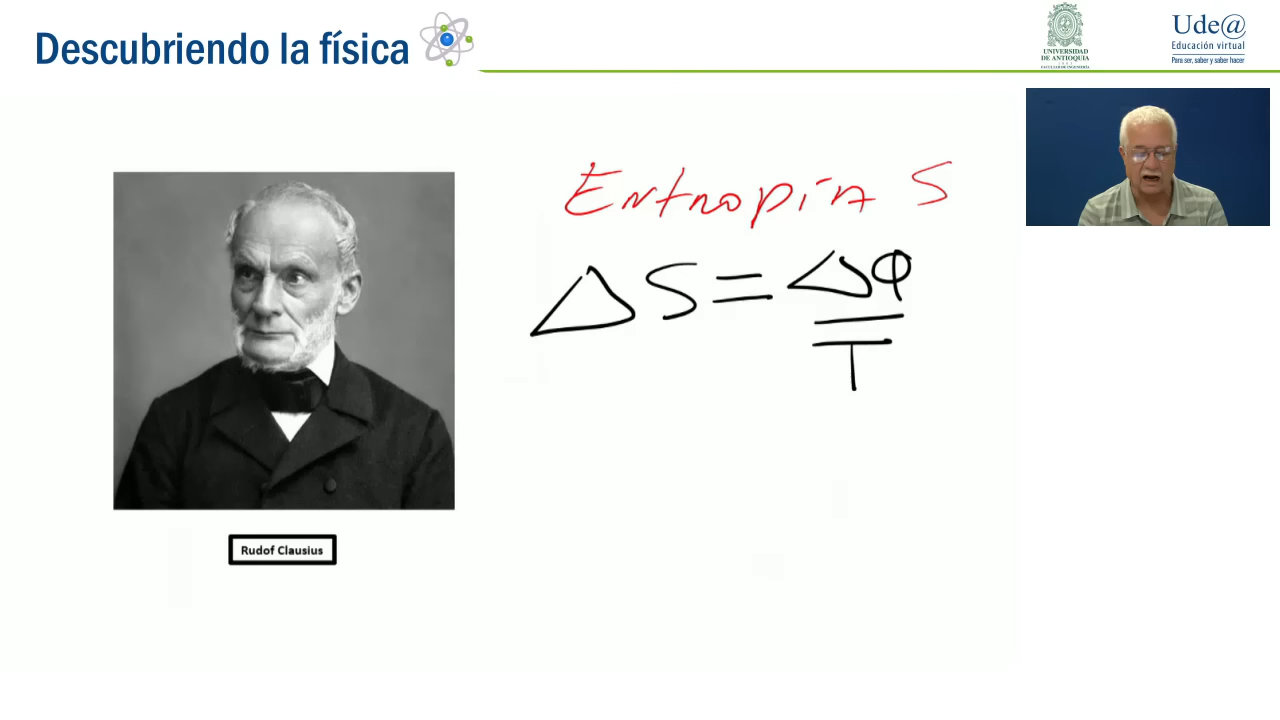 Descubriendo la física
UNIVERSIDAD
DE ANTIOQUIA
Ude@
Educación virtual
Para ser, saber y saber hacer
Entropía S
ΔS = ΔQ
T
Rudof Clausius